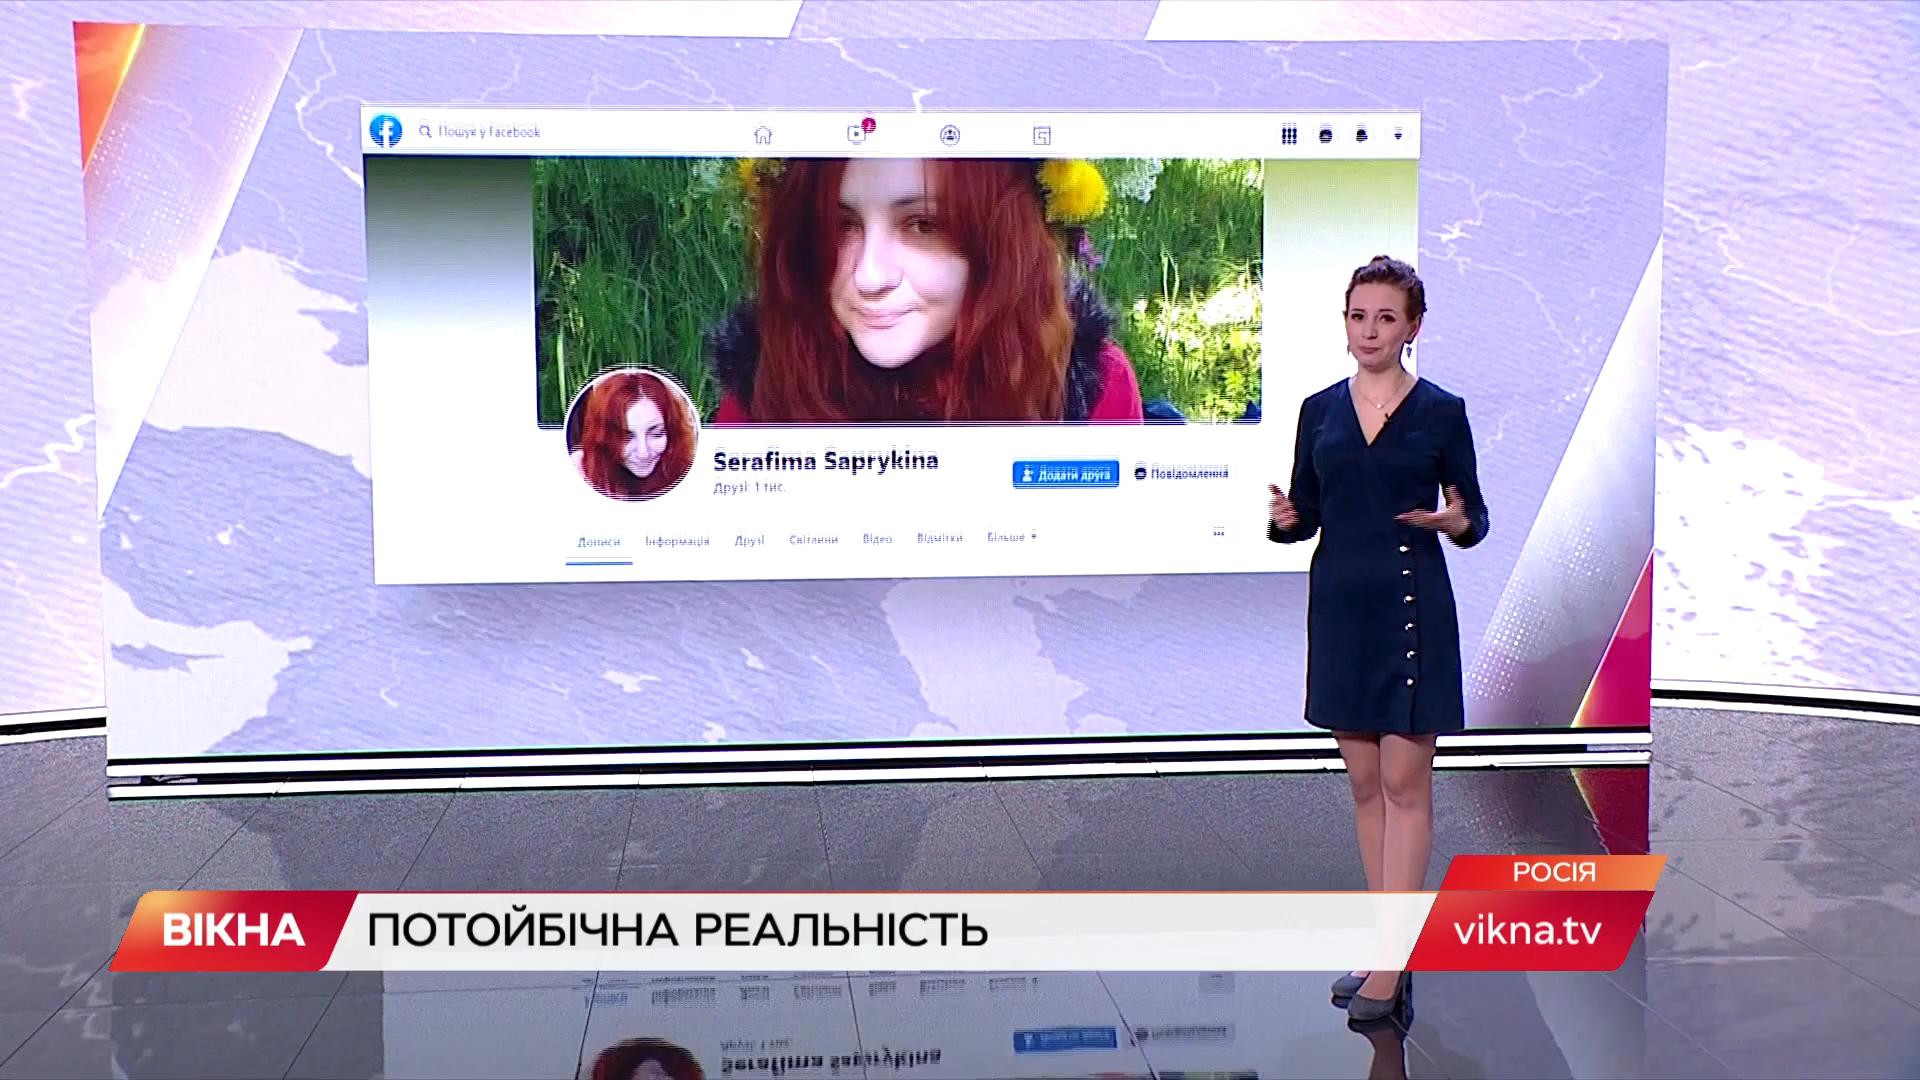 Пошук у Facebook
2
Serafima Saprykina
Друзі: 1 тис.
Додати друга
Повідомлення
Дописи Інформація Друзі Світлини Відео Відмітки Більше
РОСІЯ
ВІКНА ПОТОЙБІЧНА РЕАЛЬНІСТЬ vikna.tv